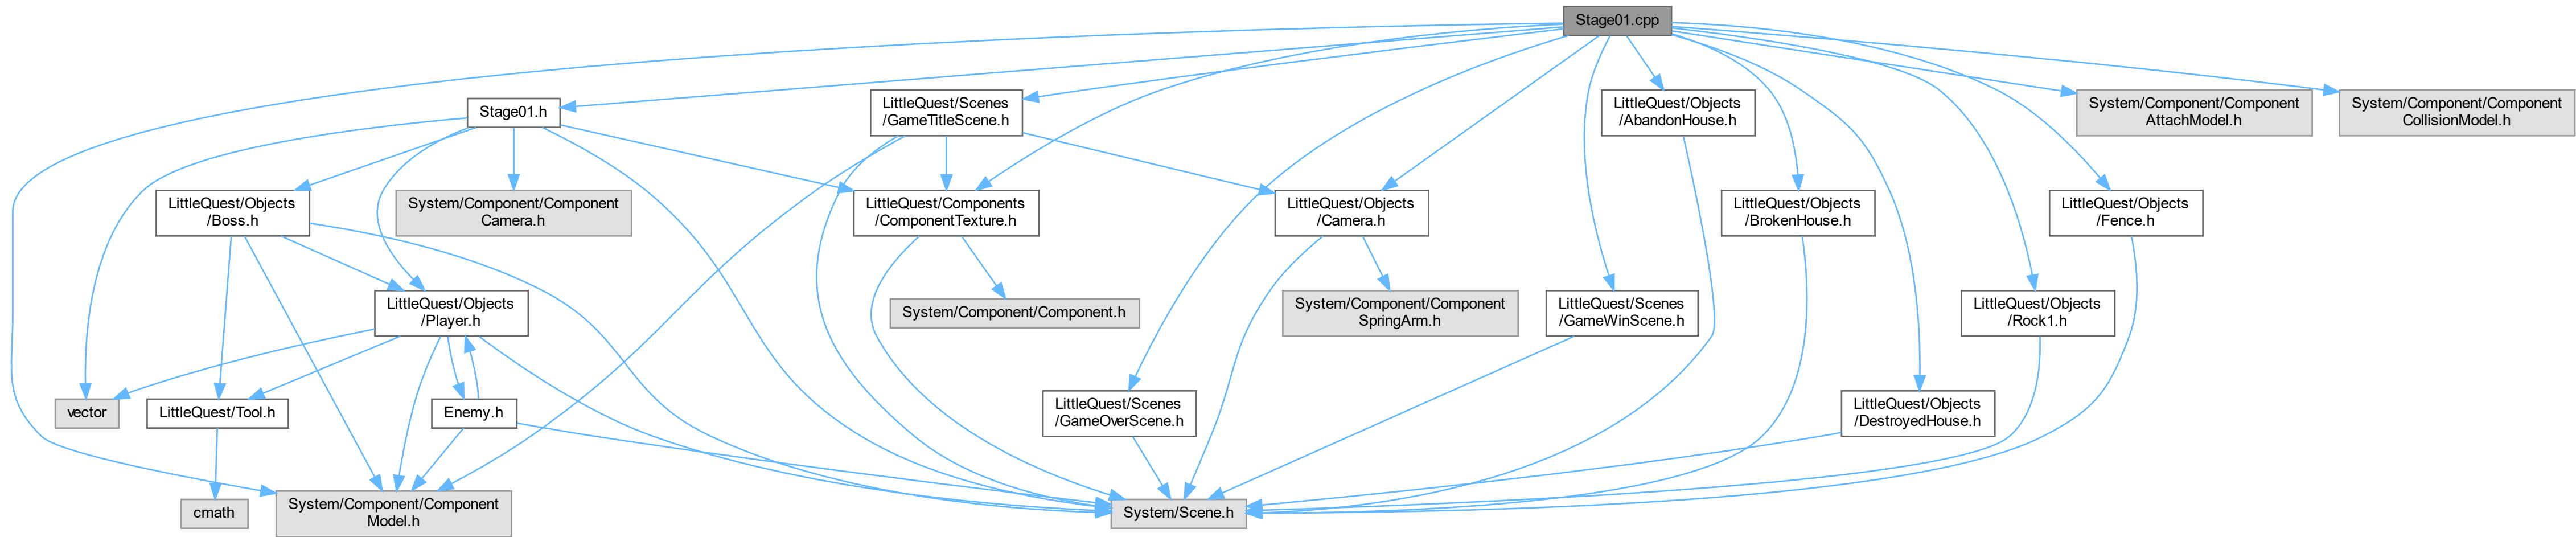 Stage01.cpp
Stage01.h
LittleQuest/Scenes
/GameTitleScene.h
LittleQuest/Objects
/AbandonHouse.h
System/Component/Component
AttachModel.h
System/Component/Component
CollisionModel.h
LittleQuest/Objects
/Boss.h
System/Component/Component
Camera.h
LittleQuest/Components
/ComponentTexture.h
LittleQuest/Objects
/Camera.h
LittleQuest/Objects
/BrokenHouse.h
LittleQuest/Objects
/Fence.h
LittleQuest/Objects
/Player.h
System/Component/Component.h
System/Component/Component
SpringArm.h
LittleQuest/Scenes
/GameWinScene.h
LittleQuest/Objects
/Rock1.h
vector
LittleQuest/Tool.h
Enemy.h
LittleQuest/Scenes
/GameOverScene.h
LittleQuest/Objects
/DestroyedHouse.h
cmath
System/Component/Component
Model.h
System/Scene.h